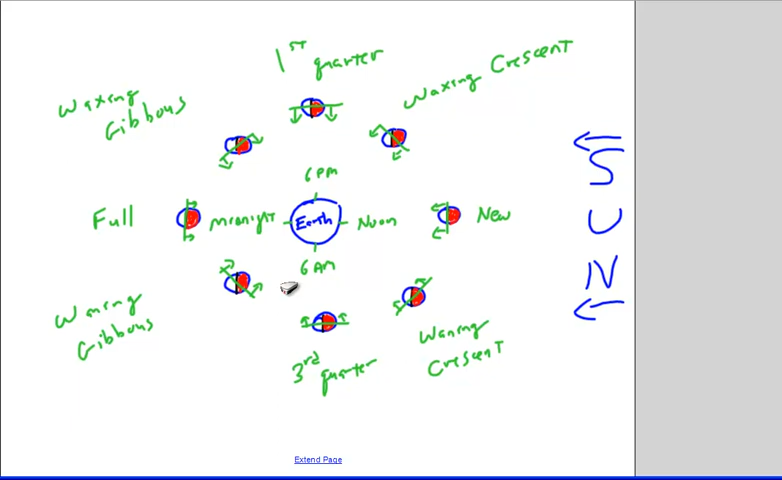 1ST quarter
Waxing Crescent
Waxing
Gibbous
6 PM
SUN
Full
Midnight
Earth
Noon
New
6 AM
Waning
Gibbous
3rd quarter
Waning
Crescent
Extend Page